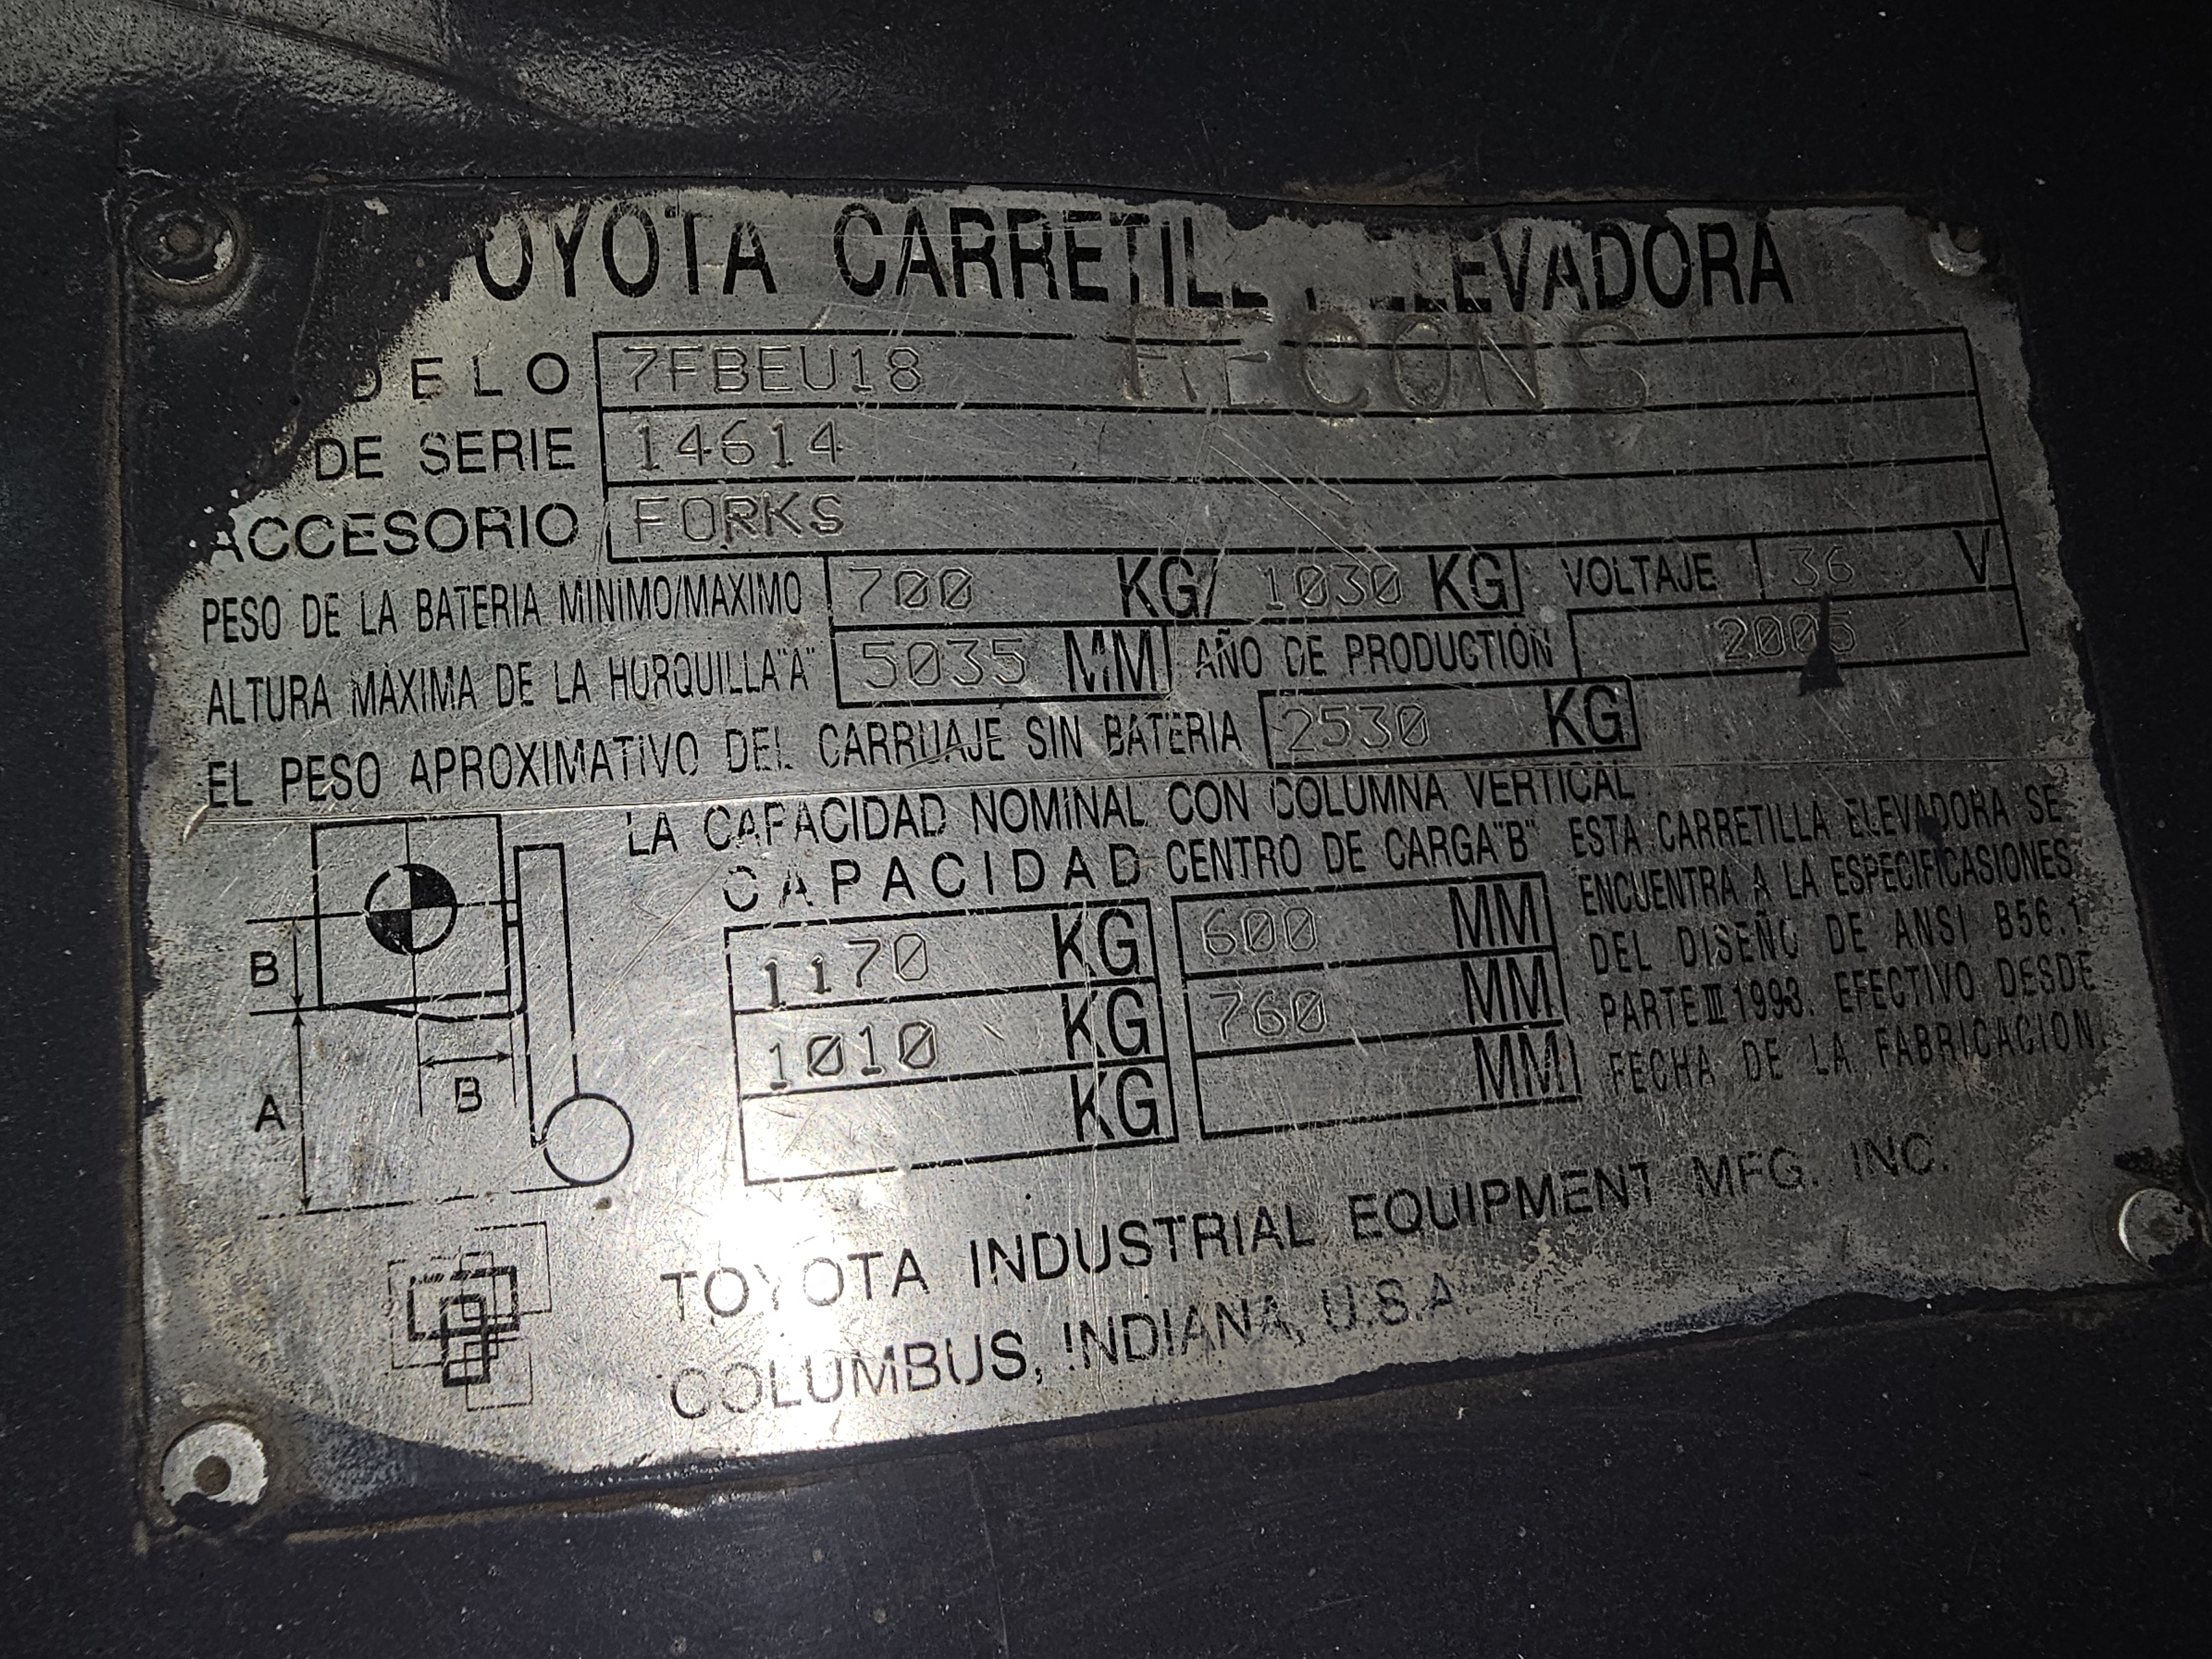 TOYOTA CARRETILLA ELEVADORA
RECONS
DELO 7FBEU18
DE SERIE 14614
ACCESORIO FORKS
PESO DE LA BATERIA MINIMO/MAXIMO 700 KG/ 1030 KG VOLTAJE 36 V
ALTURA MÁXIMA DE LA HORQUILLA "A" 5035 MM AÑO DE PRODUCTIÓN 2005
EL PESO APROXIMATIVO DEL CARRUAJE SIN BATERIA 2530 KG
LA CAPACIDAD NOMINAL CON COLUMNA VERTICAL
CAPACIDAD CENTRO DE CARGA "B"
1170 KG 600 MM
1010 KG 760 MM
KG MM
ESTA CARRETILLA ELEVADORA SE
ENCUENTRA A LA ESPECIFICASIONES
DEL DISEÑO DE ANSI B56.1
PARTE III 1993. EFECTIVO DESDE
FECHA DE LA FABRICACION.
B
A
B
TOYOTA INDUSTRIAL EQUIPMENT MFG. INC.
COLUMBUS, INDIANA, U.S.A.